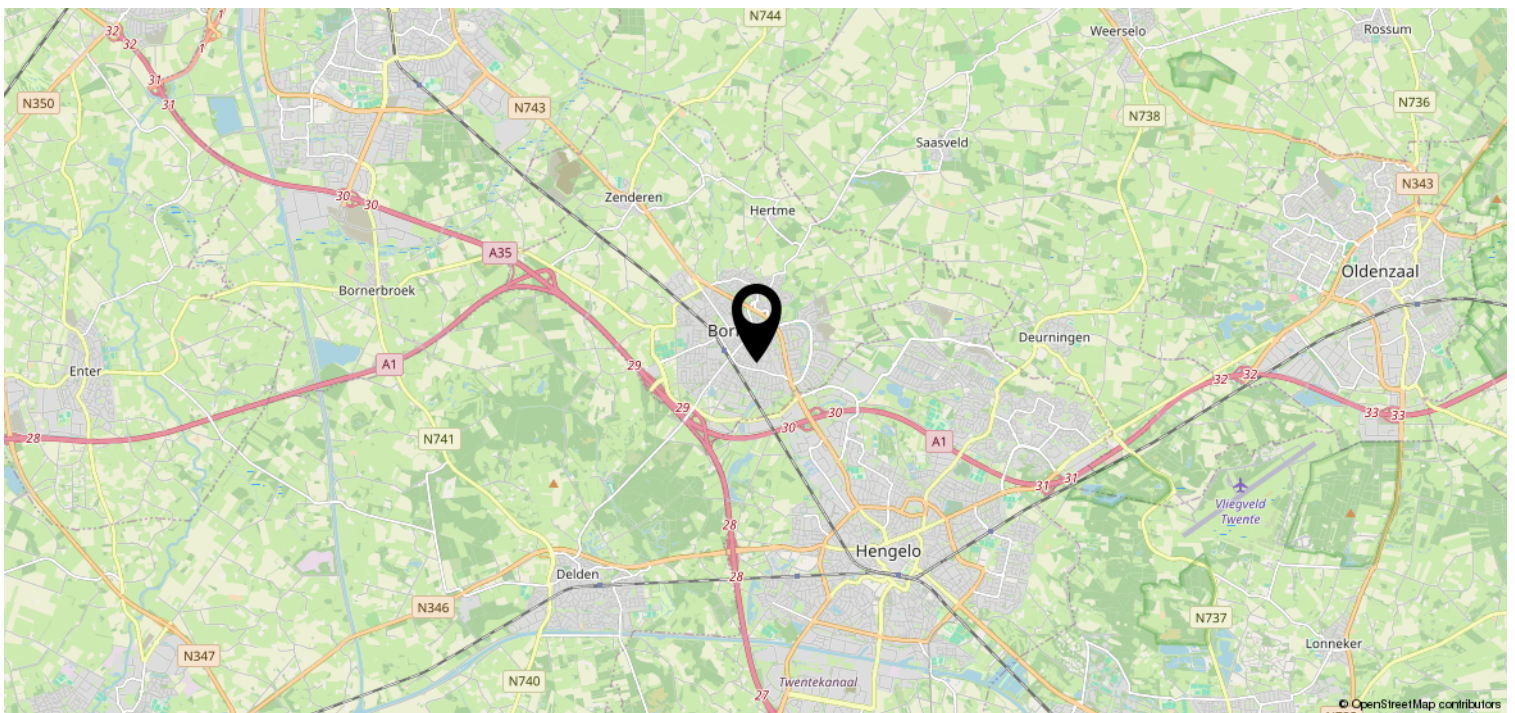 N744
Weerselo
Rossum
32
32
1
1
31
31
N350
N743
N736
N738
Saasveld
30
30
Zenderen
Hertme
N343
A35
Oldenzaal
Bornerbroek
Bor
Deurningen
A1
29
Enter
32
32
29
30
30
33
33
28
N741
A1
31
31
Vliegveld
Twente
28
Hengelo
Delden
28
N346
N737
Lonneker
N347
N740
Twentekanaal
27
© OpenStreetMap contributors